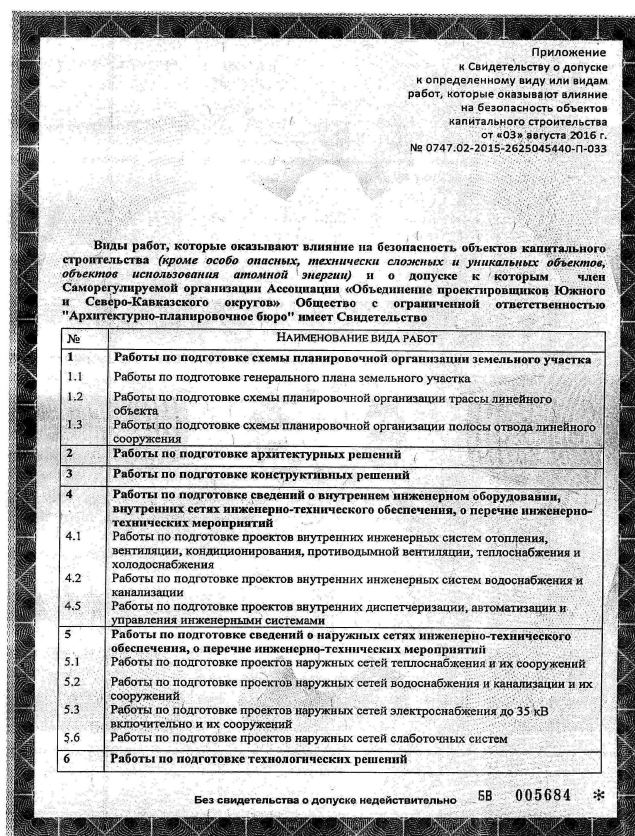 Приложение
к Свидетельству о допуске
к определенному виду или видам
работ, которые оказывают влияние
на безопасность объектов
капитального строительства
от «03» августа 2016 г.
№ 0747.02-2015-2625045440-П-033
Виды работ, которые оказывают влияние на безопасность объектов капитального
строительства (кроме особо опасных, технически сложных и уникальных объектов,
объектов использования атомной энергии) и о допуске к которым член
Саморегулируемой организации Ассоциации «Объединение проектировщиков Южного
и Северо-Кавказского округов» Общество с ограниченной ответственностью
"Архитектурно-планировочное бюро" имеет Свидетельство
№ НАИМЕНОВАНИЕ ВИДА РАБОТ
1 Работы по подготовке схемы планировочной организации земельного участка
1.1 Работы по подготовке генерального плана земельного участка
1.2 Работы по подготовке схемы планировочной организации трассы линейного
объекта
1.3 Работы по подготовке схемы планировочной организации полосы отвода линейного
сооружения
2 Работы по подготовке архитектурных решений
3 Работы по подготовке конструктивных решений
4 Работы по подготовке сведений о внутреннем инженерном оборудовании,
внутренних сетях инженерно-технического обеспечения, о перечне инженерно-
технических мероприятий
4.1 Работы по подготовке проектов внутренних инженерных систем отопления,
вентиляции, кондиционирования, противодымной вентиляции, теплоснабжения и
холодоснабжения
4.2 Работы по подготовке проектов внутренних инженерных систем водоснабжения и
канализации
4.5 Работы по подготовке проектов внутренних диспетчеризации, автоматизации и
управления инженерными системами
5 Работы по подготовке сведений о наружных сетях инженерно-технического
обеспечения, о перечне инженерно-технических мероприятий
5.1 Работы по подготовке проектов наружных сетей теплоснабжения и их сооружений
5.2 Работы по подготовке проектов наружных сетей водоснабжения и канализации и их
сооружений
5.3 Работы по подготовке проектов наружных сетей электроснабжения до 35 кВ
включительно и их сооружений
5.6 Работы по подготовке проектов наружных сетей слаботочных систем
6 Работы по подготовке технологических решений
Без свидетельства о допуске недействительно БВ 005684 *